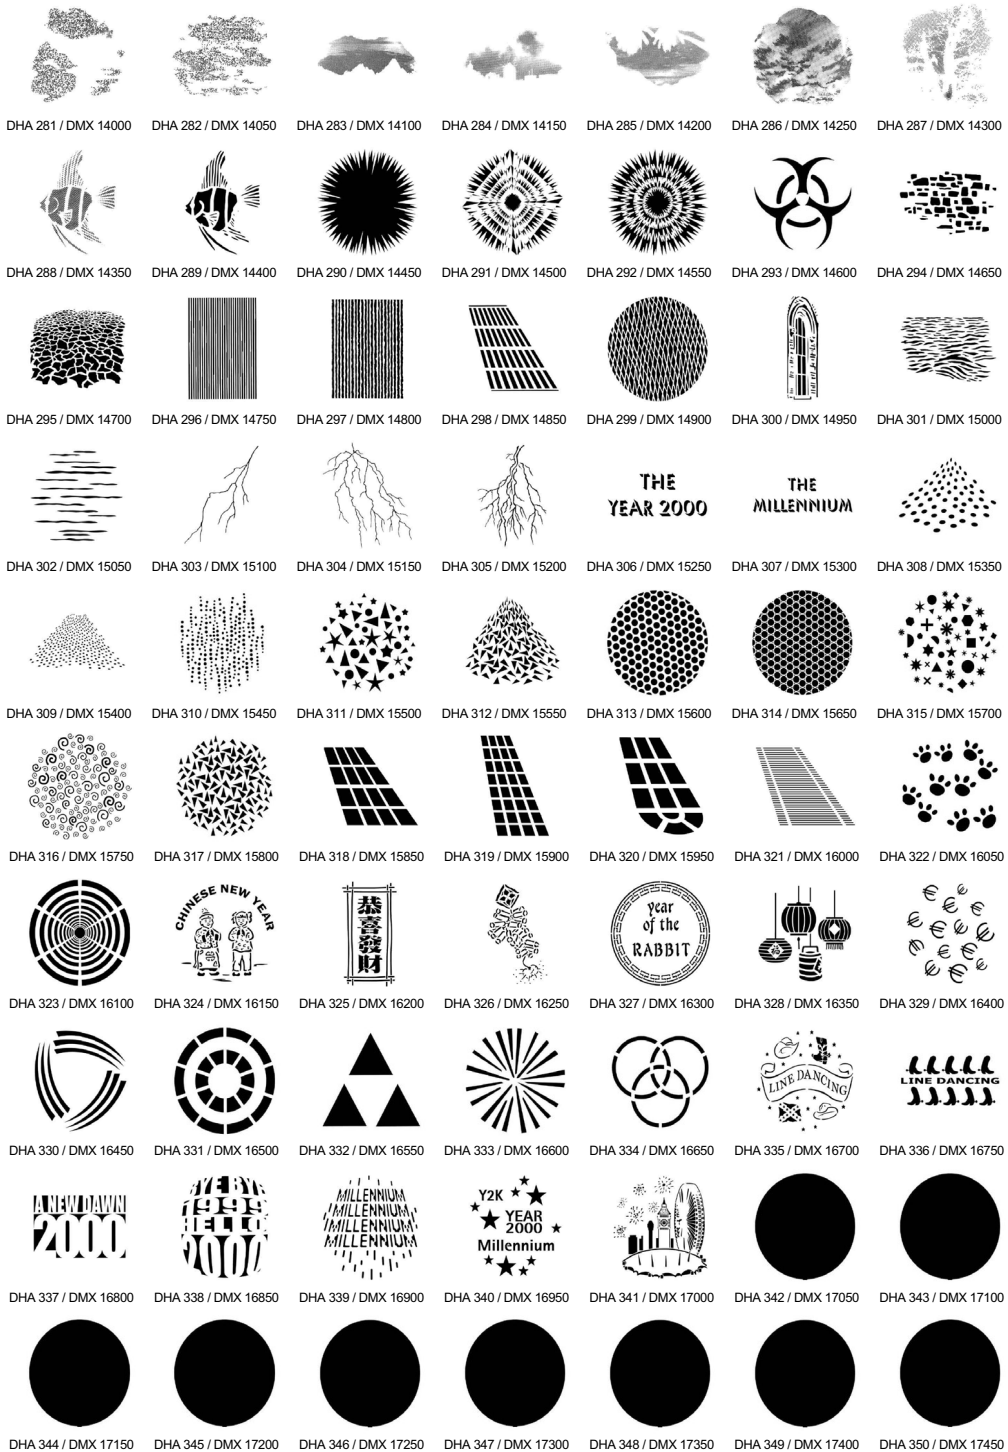 DHA 281 / DMX 14000 DHA 282 / DMX 14050 DHA 283 / DMX 14100 DHA 284 / DMX 14150 DHA 285 / DMX 14200 DHA 286 / DMX 14250 DHA 287 / DMX 14300
DHA 288 / DMX 14350 DHA 289 / DMX 14400 DHA 290 / DMX 14450 DHA 291 / DMX 14500 DHA 292 / DMX 14550 DHA 293 / DMX 14600 DHA 294 / DMX 14650
DHA 295 / DMX 14700 DHA 296 / DMX 14750 DHA 297 / DMX 14800 DHA 298 / DMX 14850 DHA 299 / DMX 14900 DHA 300 / DMX 14950 DHA 301 / DMX 15000
THE
YEAR 2000
THE
MILLENNIUM
DHA 302 / DMX 15050 DHA 303 / DMX 15100 DHA 304 / DMX 15150 DHA 305 / DMX 15200 DHA 306 / DMX 15250 DHA 307 / DMX 15300 DHA 308 / DMX 15350
DHA 309 / DMX 15400 DHA 310 / DMX 15450 DHA 311 / DMX 15500 DHA 312 / DMX 15550 DHA 313 / DMX 15600 DHA 314 / DMX 15650 DHA 315 / DMX 15700
DHA 316 / DMX 15750 DHA 317 / DMX 15800 DHA 318 / DMX 15850 DHA 319 / DMX 15900 DHA 320 / DMX 15950 DHA 321 / DMX 16000 DHA 322 / DMX 16050
CHINESE NEW YEAR
恭喜發財
year
of the
RABBIT
福
€ € € € € € € € € € € € € €
DHA 323 / DMX 16100 DHA 324 / DMX 16150 DHA 325 / DMX 16200 DHA 326 / DMX 16250 DHA 327 / DMX 16300 DHA 328 / DMX 16350 DHA 329 / DMX 16400
LINE DANCING
LINE DANCING
DHA 330 / DMX 16450 DHA 331 / DMX 16500 DHA 332 / DMX 16550 DHA 333 / DMX 16600 DHA 334 / DMX 16650 DHA 335 / DMX 16700 DHA 336 / DMX 16750
A NEW DAWN
2000
BYE BYE
1999
HELLO
2000
MILLENNIUM
MILLENNIUM
MILLENNIUM
MILLENNIUM
Y2K
YEAR
2000
Millennium
DHA 337 / DMX 16800 DHA 338 / DMX 16850 DHA 339 / DMX 16900 DHA 340 / DMX 16950 DHA 341 / DMX 17000 DHA 342 / DMX 17050 DHA 343 / DMX 17100
DHA 344 / DMX 17150 DHA 345 / DMX 17200 DHA 346 / DMX 17250 DHA 347 / DMX 17300 DHA 348 / DMX 17350 DHA 349 / DMX 17400 DHA 350 / DMX 17450